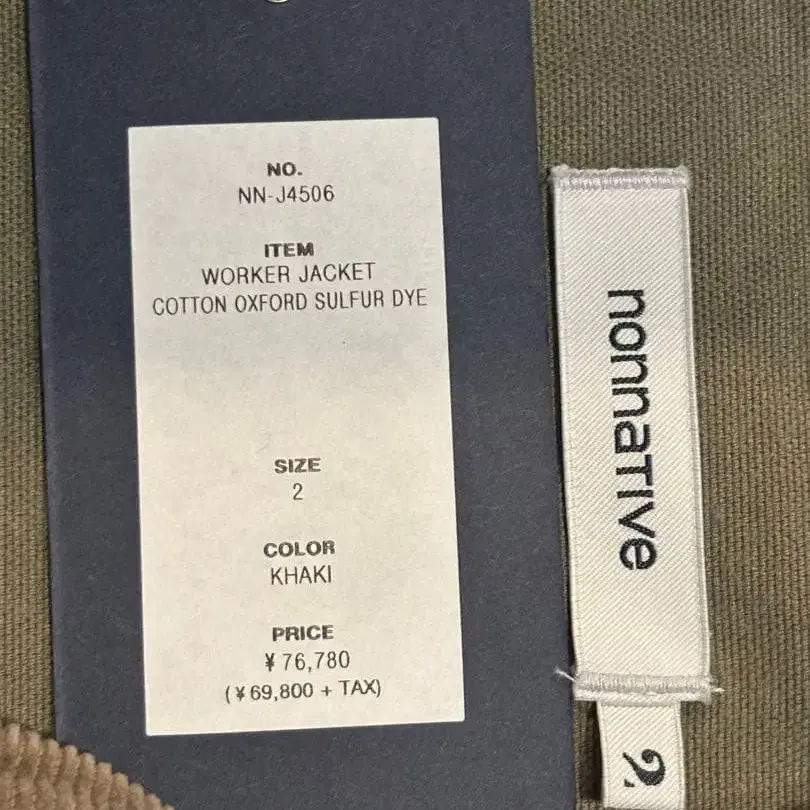 NO.
NN-J4506
ITEM
WORKER JACKET
COTTON OXFORD SULFUR DYE
SIZE
2
COLOR
KHAKI
PRICE
¥ 76,780
(¥69,800 + TAX)
nonnative
2